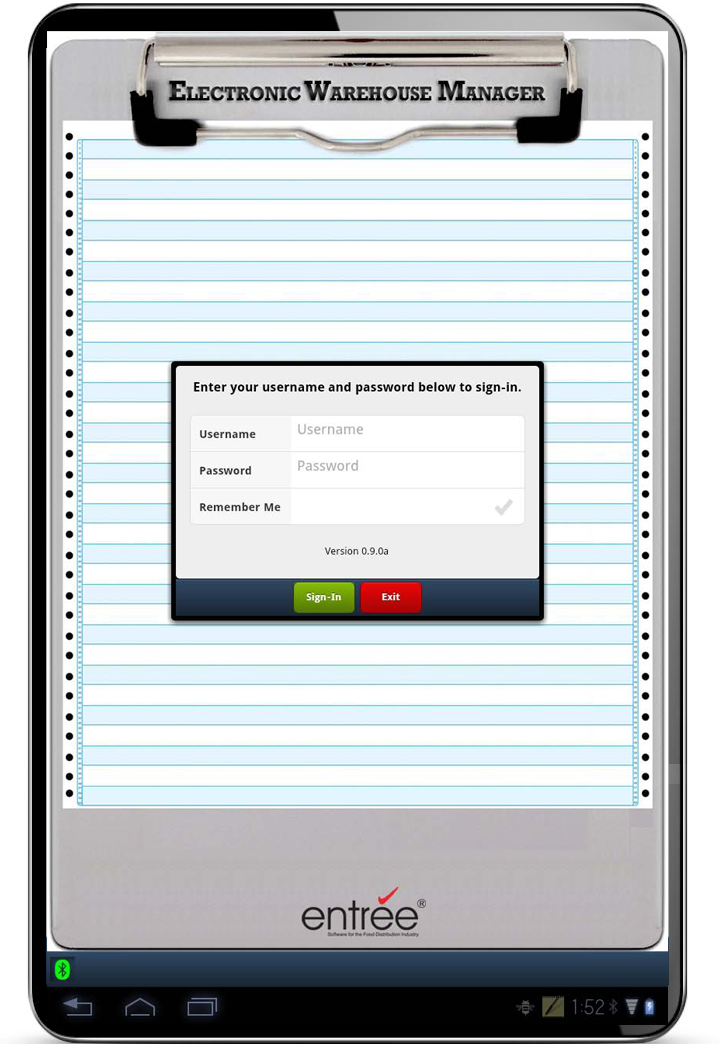 ELECTRONIC WAREHOUSE MANAGER
Enter your username and password below to sign-in.
Username Username
Password Password
Remember Me
Version 0.9.0a
Sign-In Exit
entrée®
Software for the Food Distribution Industry
1:52